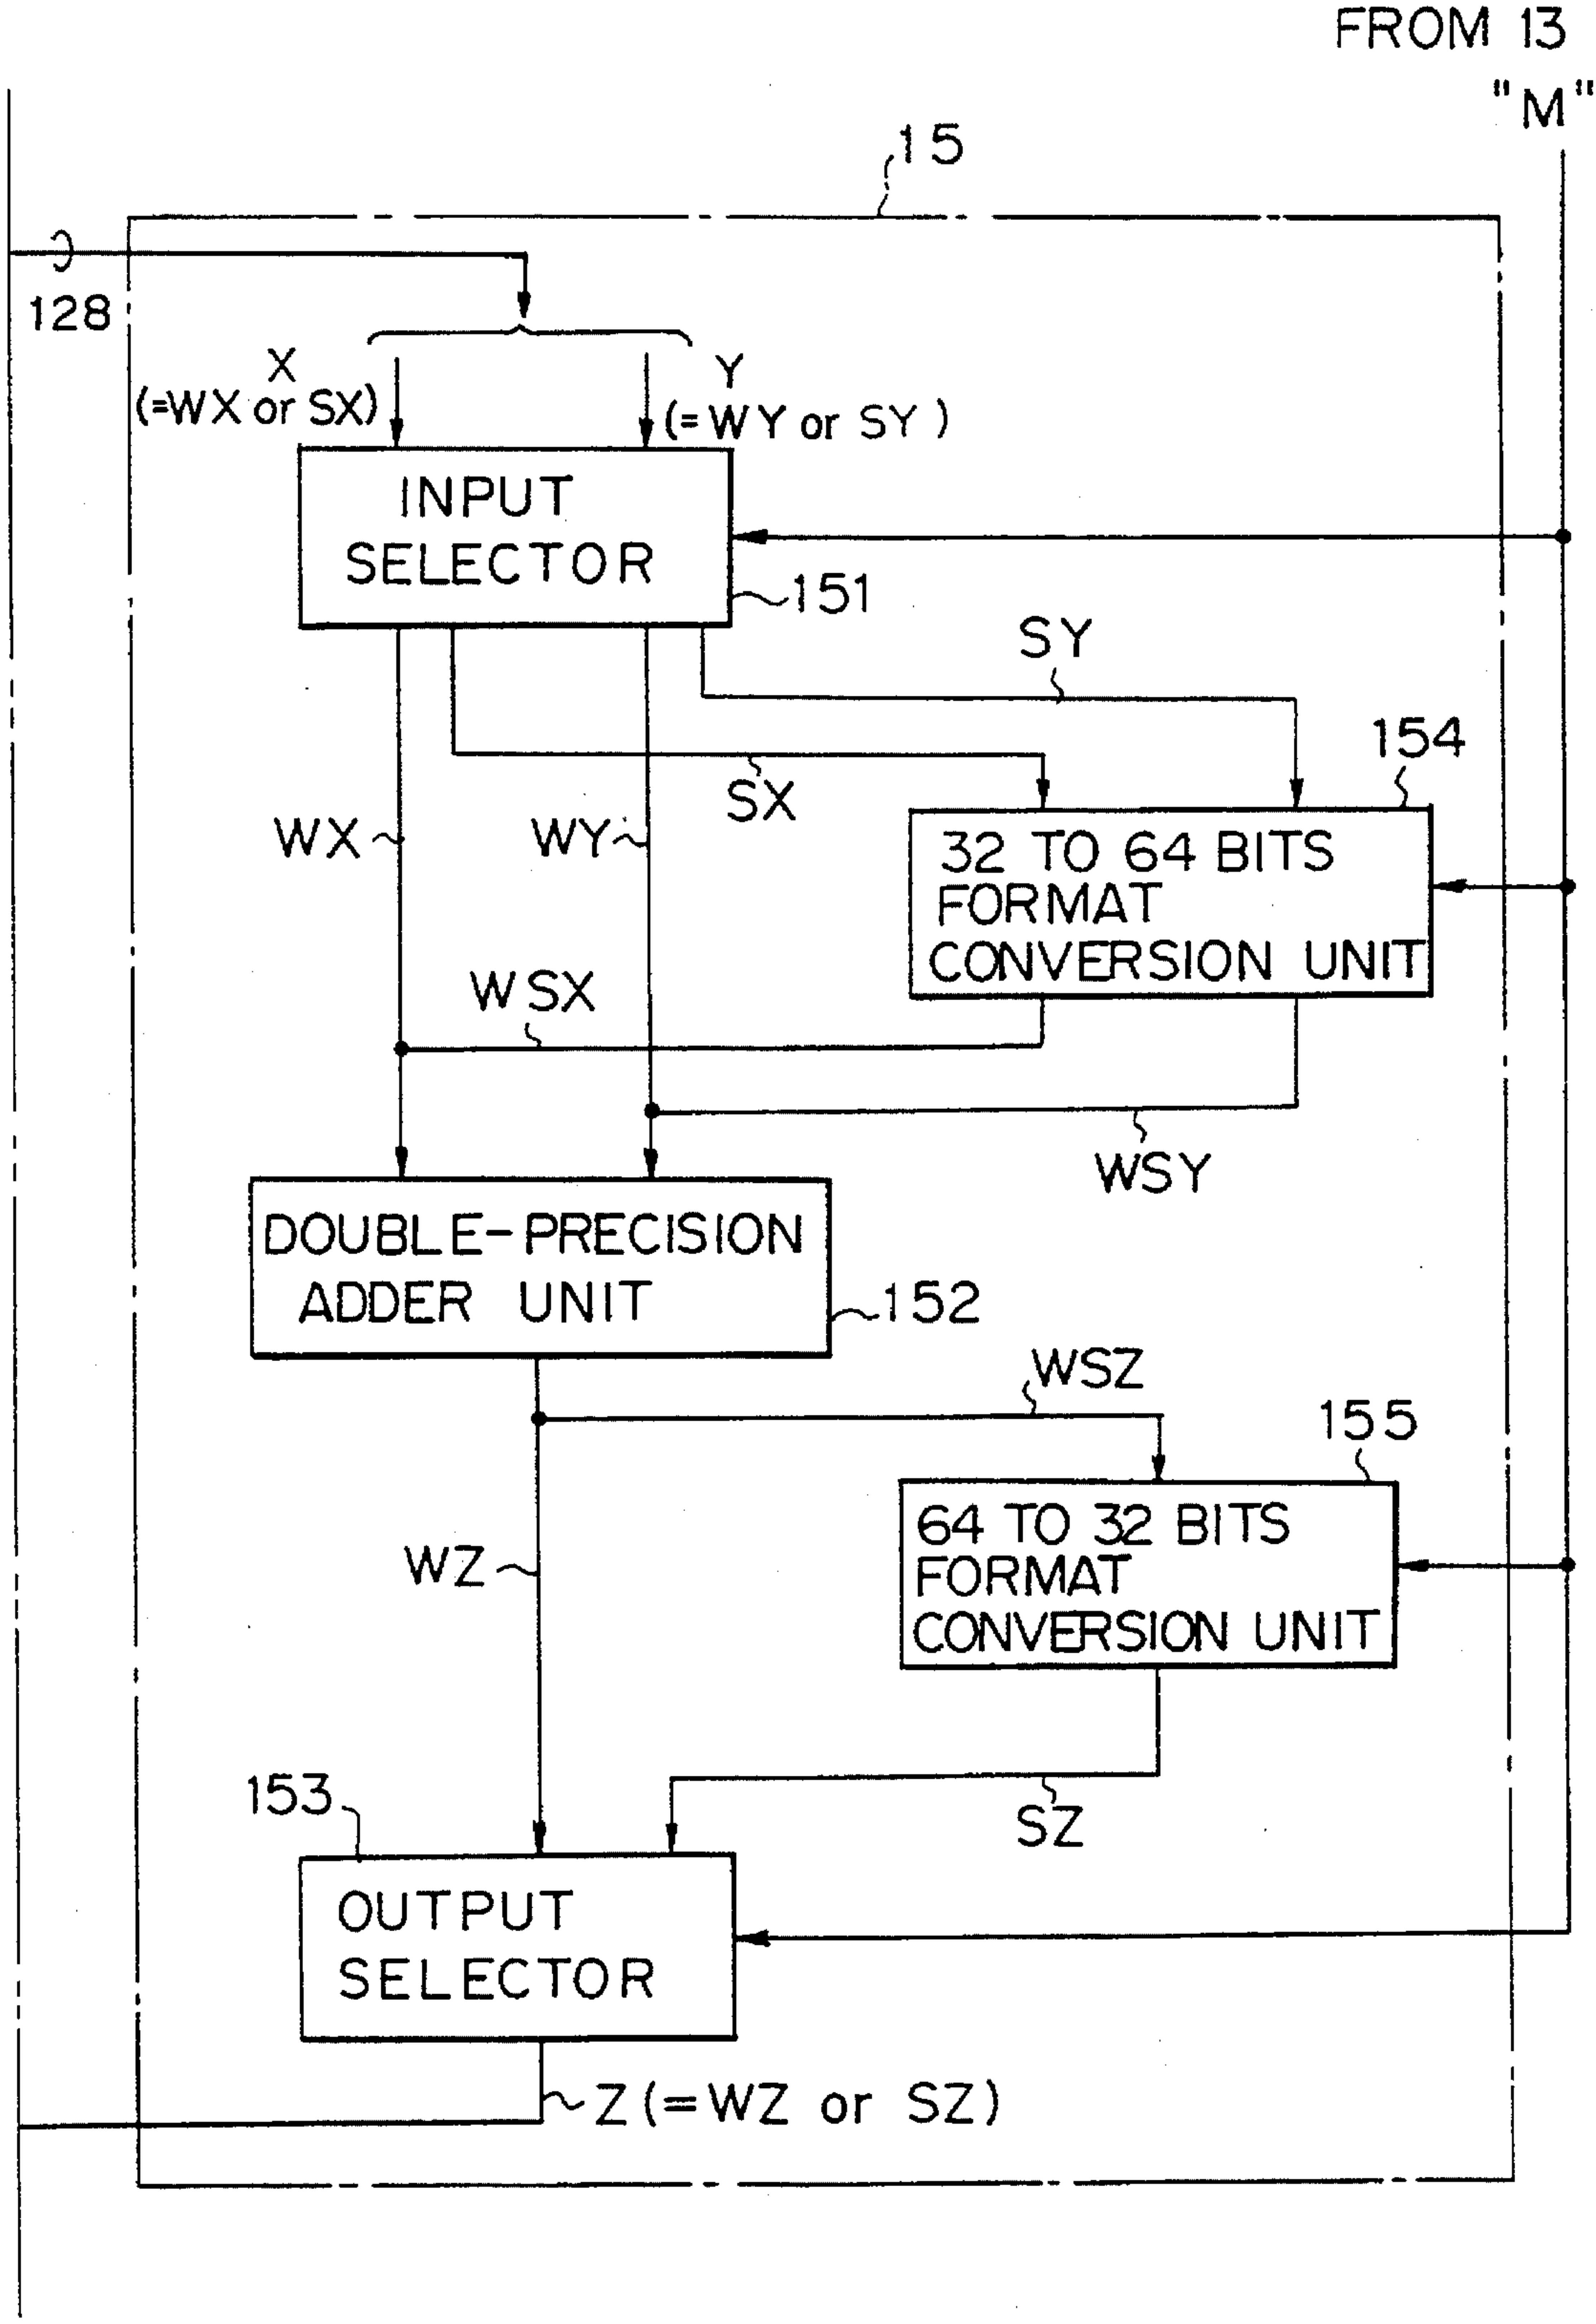 FROM 13
"M"
15
128
X
(=WX or SX)
Y
(=WY or SY)
INPUT
SELECTOR
151
SY
154
SX
WX
WY
32 TO 64 BITS
FORMAT
CONVERSION UNIT
WSX
WSY
DOUBLE-PRECISION
ADDER UNIT
152
WSZ
155
64 TO 32 BITS
FORMAT
CONVERSION UNIT
WZ
153
SZ
OUTPUT
SELECTOR
Z (=WZ or SZ)